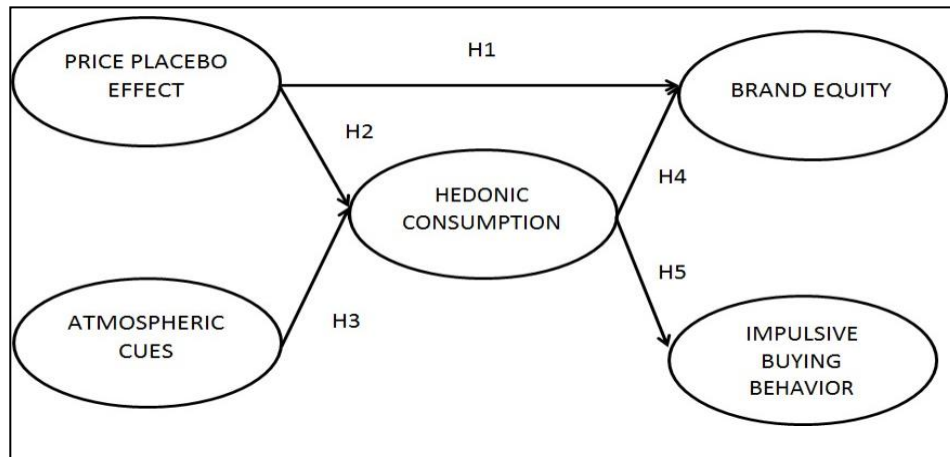 PRICE PLACEBO
EFFECT
H1
BRAND EQUITY
H2
HEDONIC
CONSUMPTION
H4
H3
H5
ATMOSPHERIC
CUES
IMPULSIVE
BUYING
BEHAVIOR